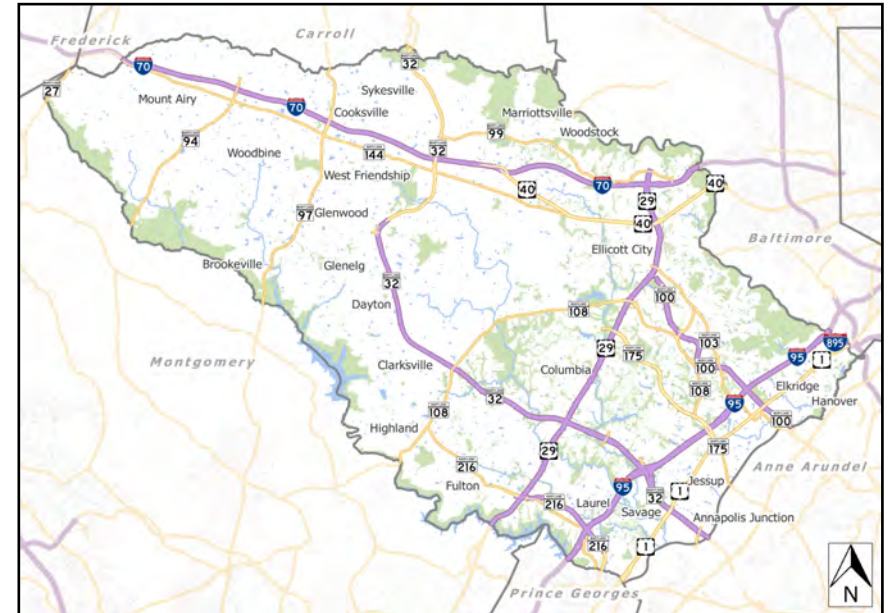 Frederick
Carroll
70
32
27
Mount Airy
70
Sykesville
Cooksville
Marriottsville
99
Woodstock
94
32
144
Woodbine
West Friendship
40
70
40
29
97
Glenwood
40
Baltimore
Ellicott City
Brookeville
Glenelg
32
100
Dayton
108
103
895
Montgomery
29
175
95
1
Clarksville
Columbia
100
Elkridge
32
108
95
Hanover
108
100
Highland
29
175
216
Anne Arundel
Fulton
95
Jessup
1
32
216
Laurel
Savage
Annapolis Junction
216
1
Prince Georges
N